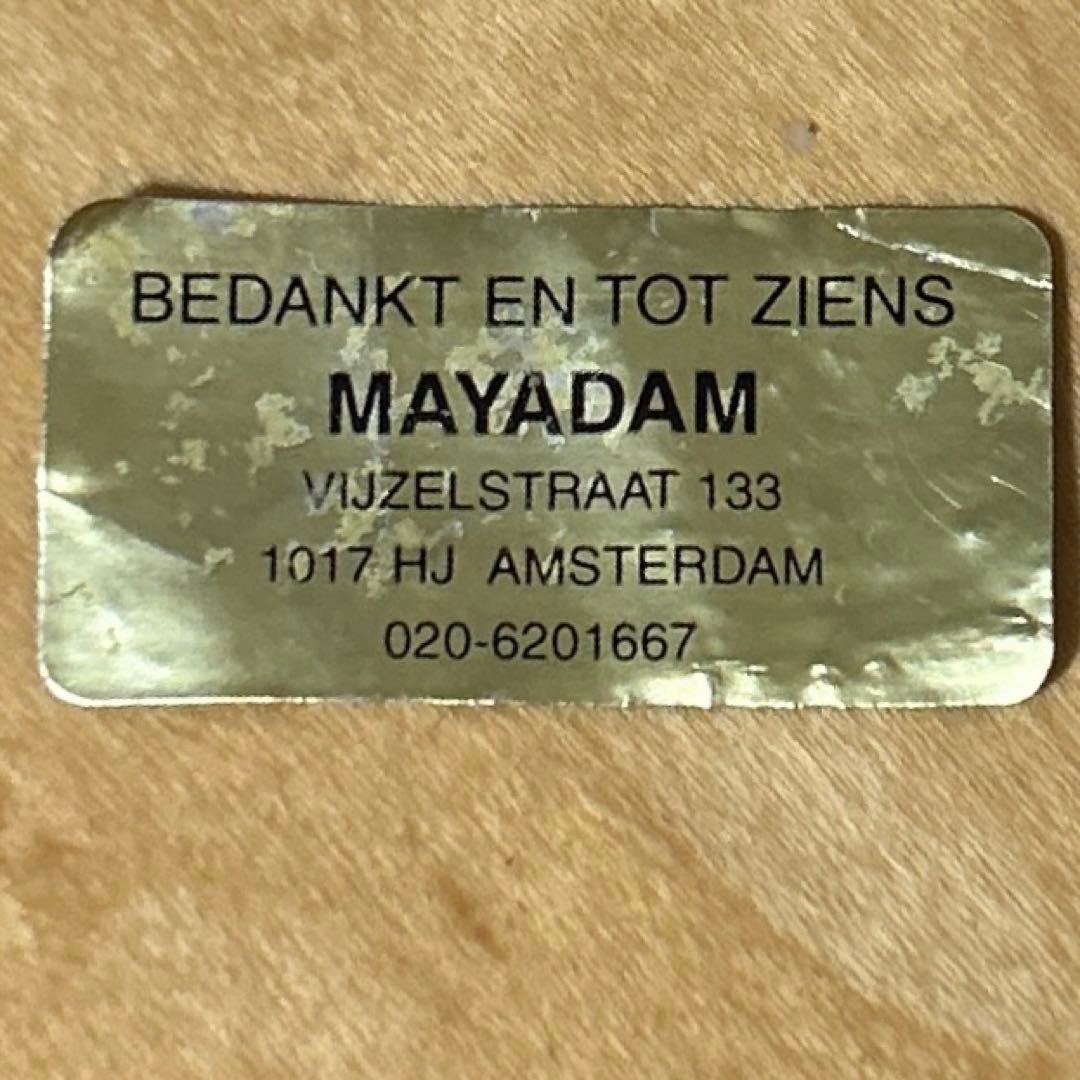 BEDANKT EN TOT ZIENS
MAYADAM
VIJZELSTRAAT 133
1017 HJ AMSTERDAM
020-6201667